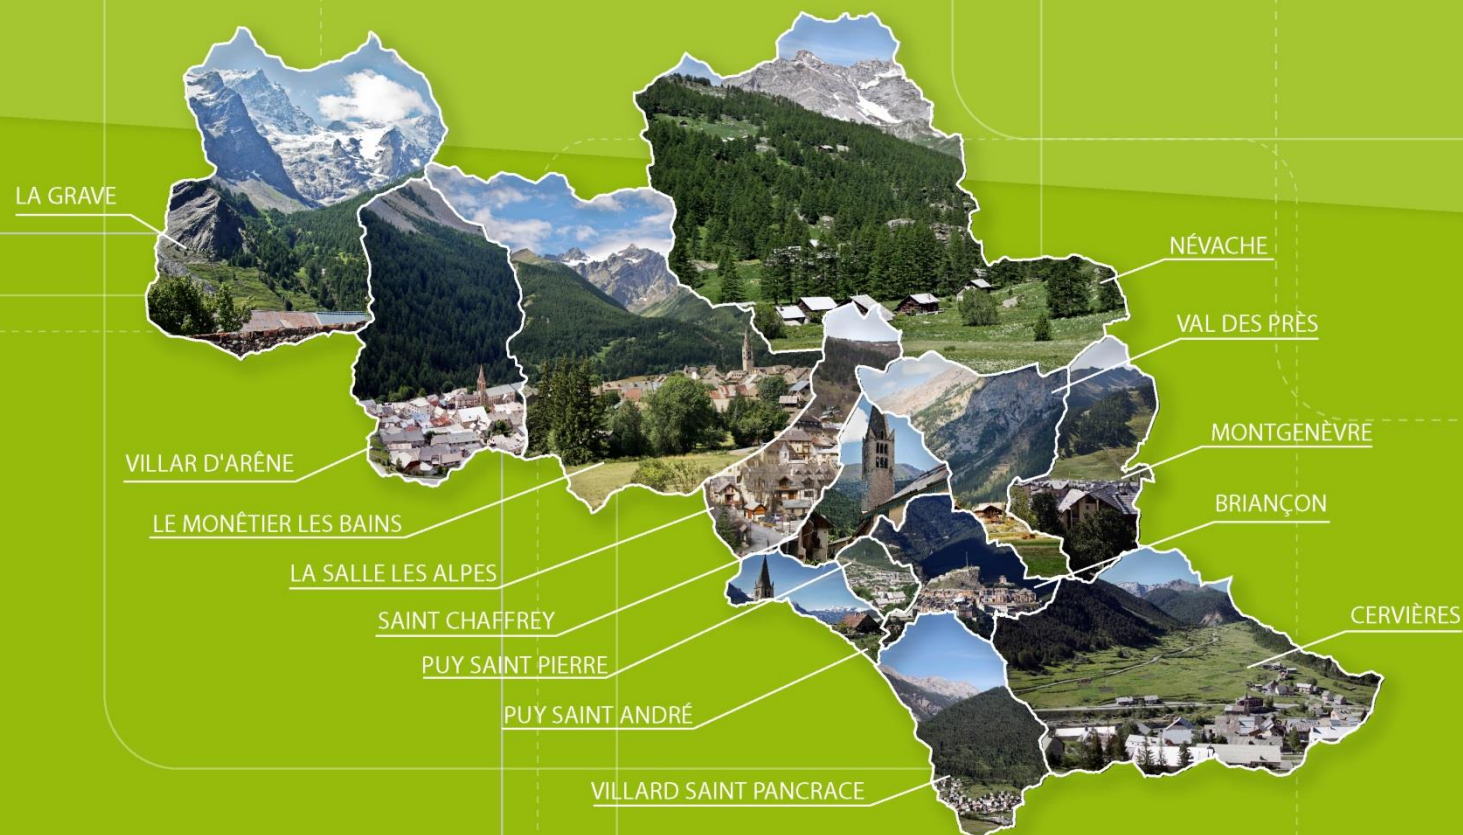 LA GRAVE
NÉVACHE
VAL DES PRÈS
MONTGENÈVRE
VILLAR D'ARÊNE
BRIANÇON
LE MONÊTIER LES BAINS
LA SALLE LES ALPES
SAINT CHAFFREY
CERVIÈRES
PUY SAINT PIERRE
PUY SAINT ANDRÉ
VILLARD SAINT PANCRACE